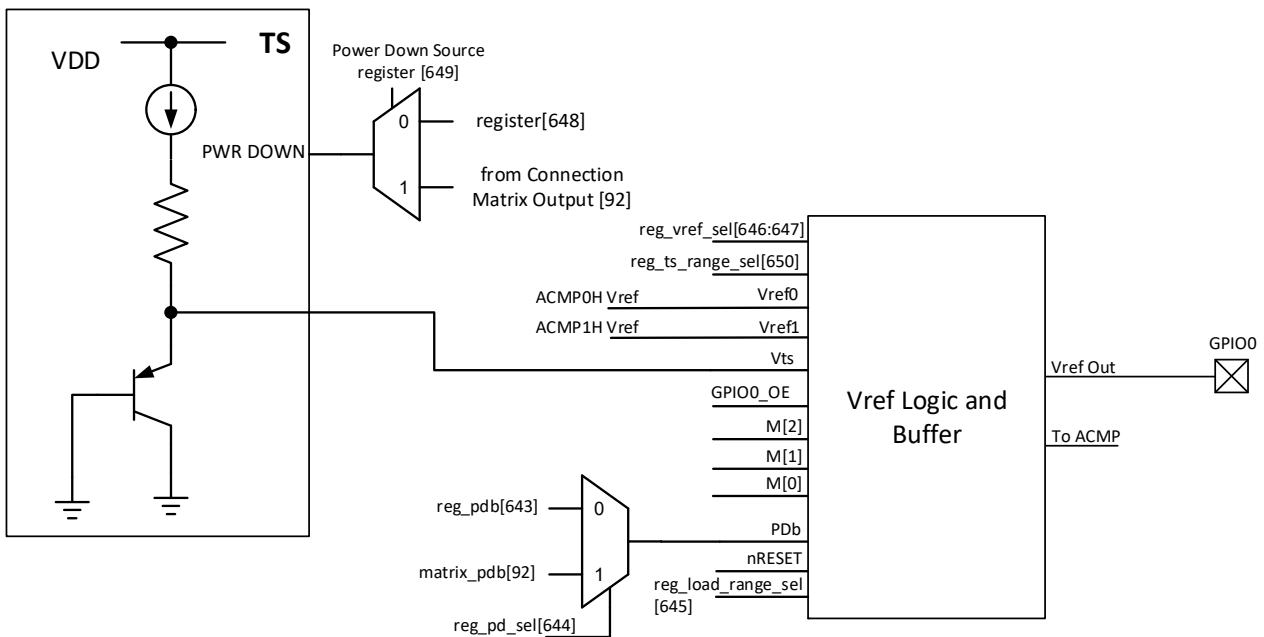 TS
VDD
Power Down Source
register [649]
0
register[648]
PWR DOWN
1
from Connection
Matrix Output [92]
reg_vref_sel[646:647]
reg_ts_range_sel[650]
ACMP0H Vref
Vref0
ACMP1H Vref
Vref1
Vts
GPIO0_OE
M[2]
M[1]
M[0]
Vref Logic and
Buffer
Vref Out
GPIO0
To ACMP
reg_pdb[643]
0
PDb
matrix_pdb[92]
1
nRESET
reg_load_range_sel
[645]
reg_pd_sel[644]